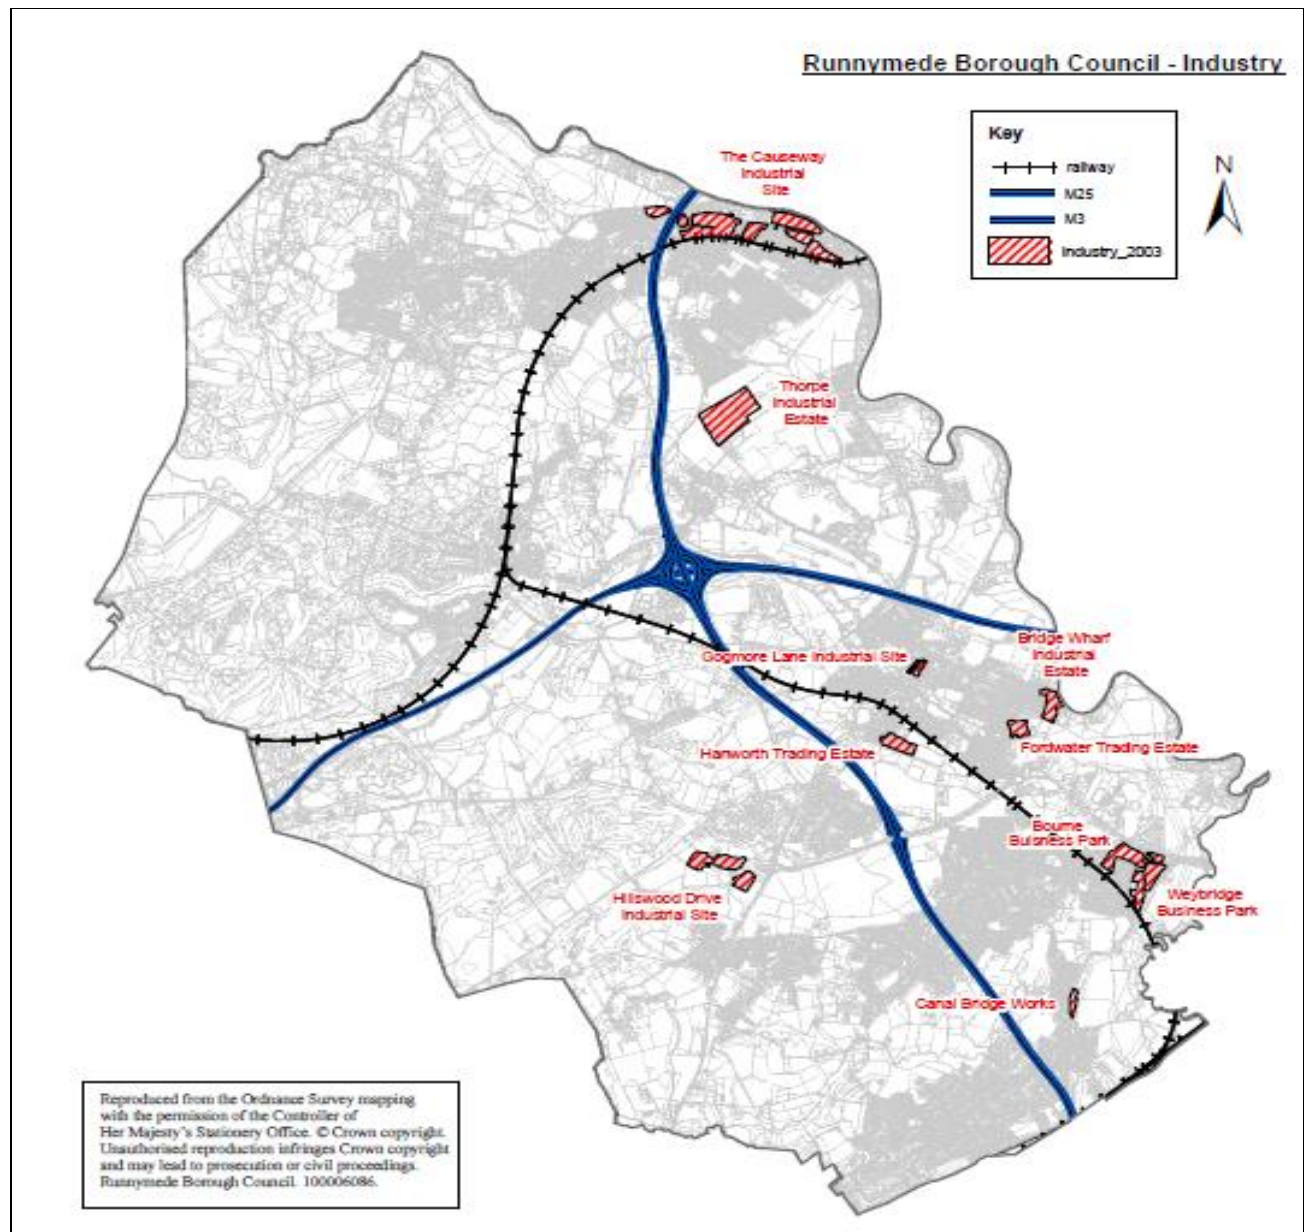 Runnymede Borough Council - Industry
Key
railway
M25
M3
Industry_2003
N
The Causeway
Industrial
Site
Thorpe
Industrial
Estate
Bridge Wharf
Industrial
Estate
Gogmore Lane Industrial Site
Hanworth Trading Estate
Fordwater Trading Estate
Bourne
Buisness Park
Weybridge
Business Park
Hillswood Drive
Industrial Site
Canal Bridge Works
Reproduced from the Ordnance Survey mapping
with the permission of the Controller of
Her Majesty's Stationery Office. © Crown copyright.
Unauthorised reproduction infringes Crown copyright
and may lead to prosecution or civil proceedings.
Runnymede Borough Council. 100006086.